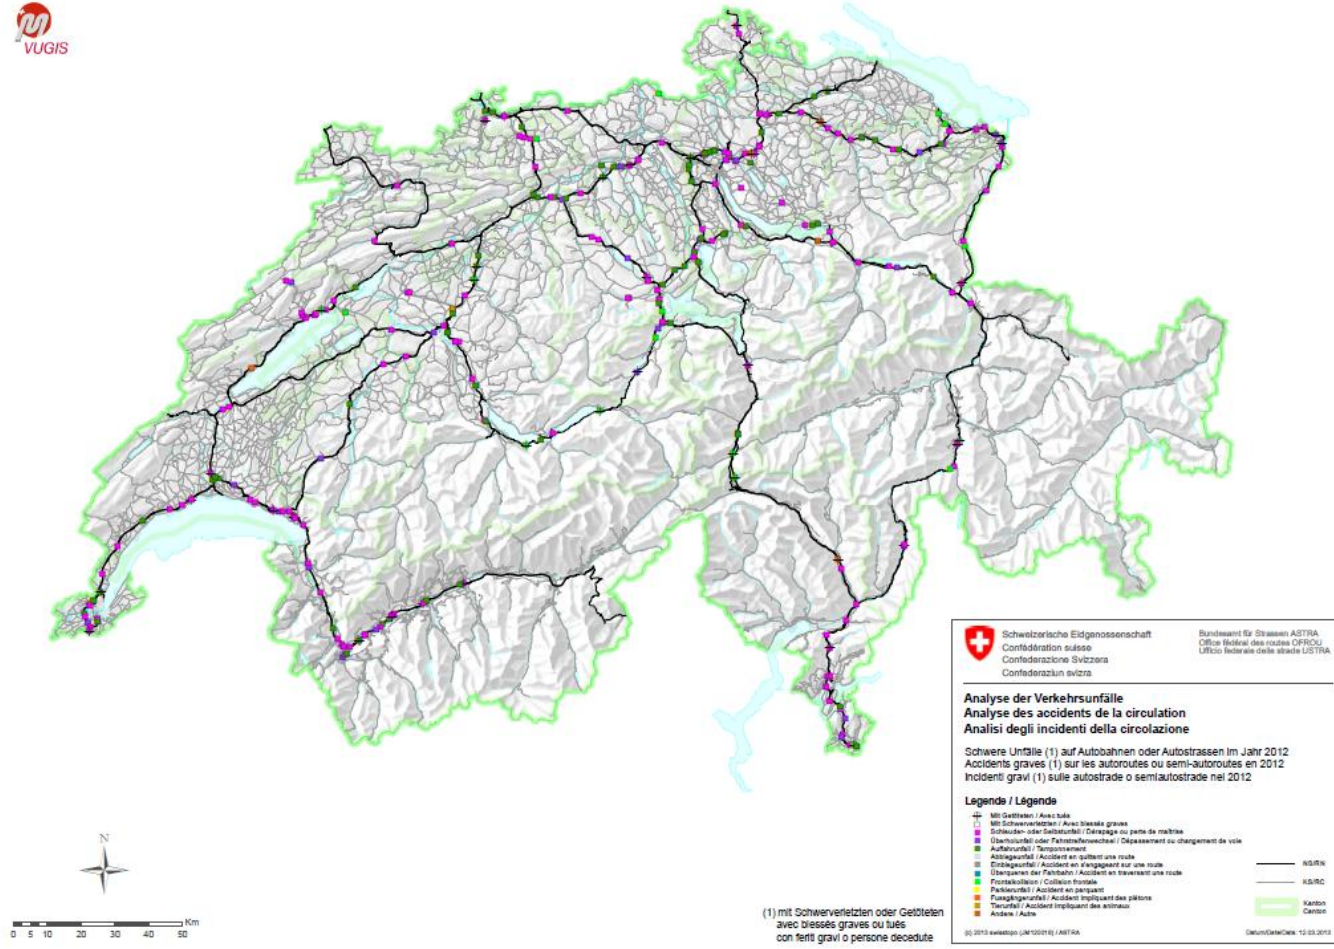 VUGIS
Schweizerische Eidgenossenschaft
Confédération suisse
Confederazione Svizzera
Confederaziun svizra
Bundesamt für Strassen ASTRA
Office fédéral des routes OFROU
Ufficio federale delle strade USTRA
Analyse der Verkehrsunfälle
Analyse des accidents de la circulation
Analisi degli incidenti della circolazione
Schwere Unfälle (1) auf Autobahnen oder Autostrassen im Jahr 2012
Accidents graves (1) sur les autoroutes ou semi-autoroutes en 2012
Incidenti gravi (1) sulle autostrade o semiautostrade nel 2012
Legende / Légende
Mit Getöteten / Avec tués
Mit Schwerverletzten / Avec blessés graves
Schleuder- oder Selbstunfall / Dérapage ou perte de maîtrise
Überholunfall oder Fahrstreifenwechsel / Dépassement ou changement de voie
Auffahrunfall / Tamponnement
Abbiegeunfall / Accident en quittant une route
Einbiegeunfall / Accident en s'engageant sur une route
Überqueren der Fahrbahn / Accident en traversant une route
Frontalkollision / Collision frontale
Parkierunfall / Accident en parquant
Fussgängerunfall / Accident impliquant des piétons
Tierunfall / Accident impliquant des animaux
Andere / Autre
NS/RN
KS/RC
Kanton
Canton
(c) 2013 swisstopo (JM120018) / ASTRA
Datum/Date/Data: 12.03.2013
N
0 5 10 20 30 40 50 Km
(1) mit Schwerverletzten oder Getöteten
avec blessés graves ou tués
con feriti gravi o persone decedute